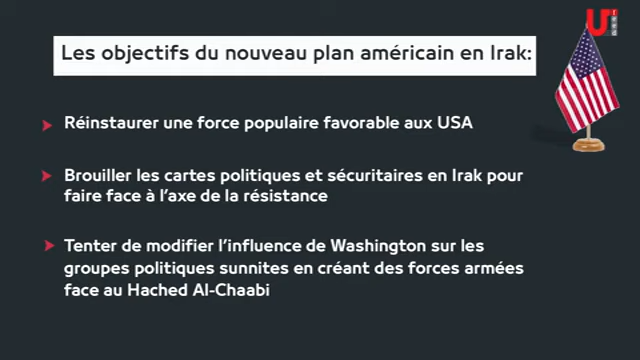 Les objectifs du nouveau plan américain en Irak:
Réinstaurer une force populaire favorable aux USA
Brouiller les cartes politiques et sécuritaires en Irak pour
faire face à l'axe de la résistance
Tenter de modifier l'influence de Washington sur les
groupes politiques sunnites en créant des forces armées
face au Hached Al-Chaabi